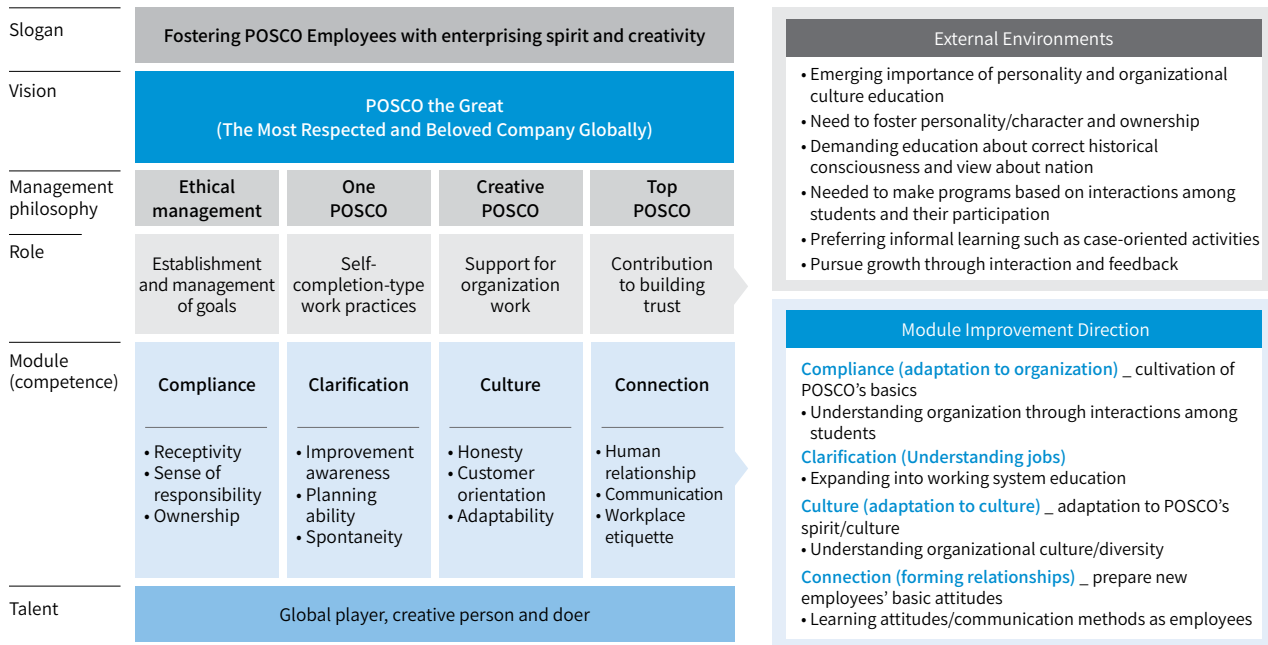 Slogan
Fostering POSCO Employees with enterprising spirit and creativity
Vision
POSCO the Great
(The Most Respected and Beloved Company Globally)
Management
philosophy
Ethical
management
One
POSCO
Creative
POSCO
Top
POSCO
Role
Establishment
and management
of goals
Self-
completion-type
work practices
Support for
organization
work
Contribution
to building
trust
Module
(competence)
Compliance
• Receptivity
• Sense of
responsibility
• Ownership
Clarification
• Improvement
awareness
• Planning
ability
• Spontaneity
Culture
• Honesty
• Customer
orientation
• Adaptability
Connection
• Human
relationship
• Communication
• Workplace
etiquette
Talent
Global player, creative person and doer
External Environments
• Emerging importance of personality and organizational
culture education
• Need to foster personality/character and ownership
• Demanding education about correct historical
consciousness and view about nation
• Needed to make programs based on interactions among
students and their participation
• Preferring informal learning such as case-oriented activities
• Pursue growth through interaction and feedback
Module Improvement Direction
Compliance (adaptation to organization) _ cultivation of
POSCO's basics
• Understanding organization through interactions among
students
Clarification (Understanding jobs)
• Expanding into working system education
Culture (adaptation to culture) _ adaptation to POSCO's
spirit/culture
• Understanding organizational culture/diversity
Connection (forming relationships) _ prepare new
employees' basic attitudes
• Learning attitudes/communication methods as employees